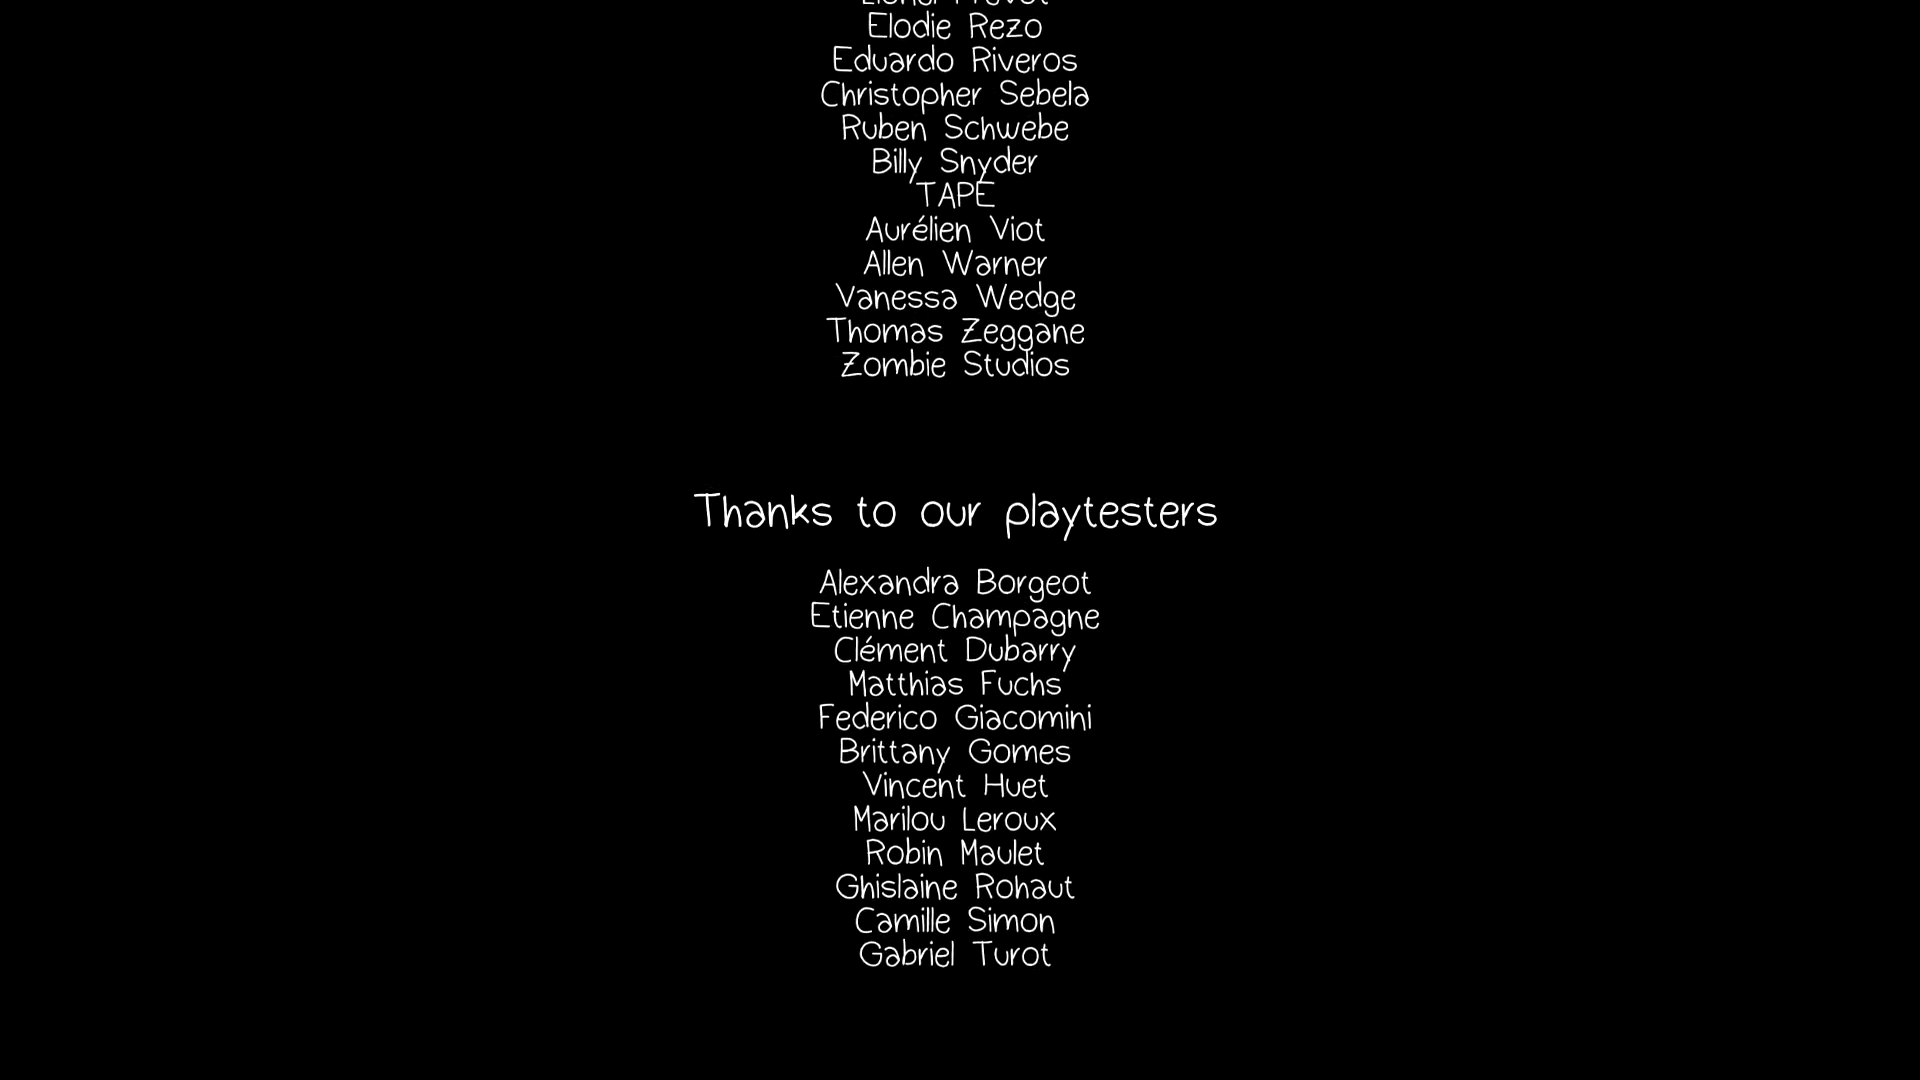 Elodie Rezo
Eduardo Riveros
Christopher Sebela
Ruben Schwebe
Billy Snyder
TAPE
Aurélien Viot
Allen Warner
Vanessa Wedge
Thomas Zeggane
Zombie Studios
Thanks to our playtesters
Alexandra Borgeot
Etienne Champagne
Clément Dubarry
Matthias Fuchs
Federico Giacomini
Brittany Gomes
Vincent Huet
Marilou Leroux
Robin Maulet
Ghislaine Rohaut
Camille Simon
Gabriel Turot